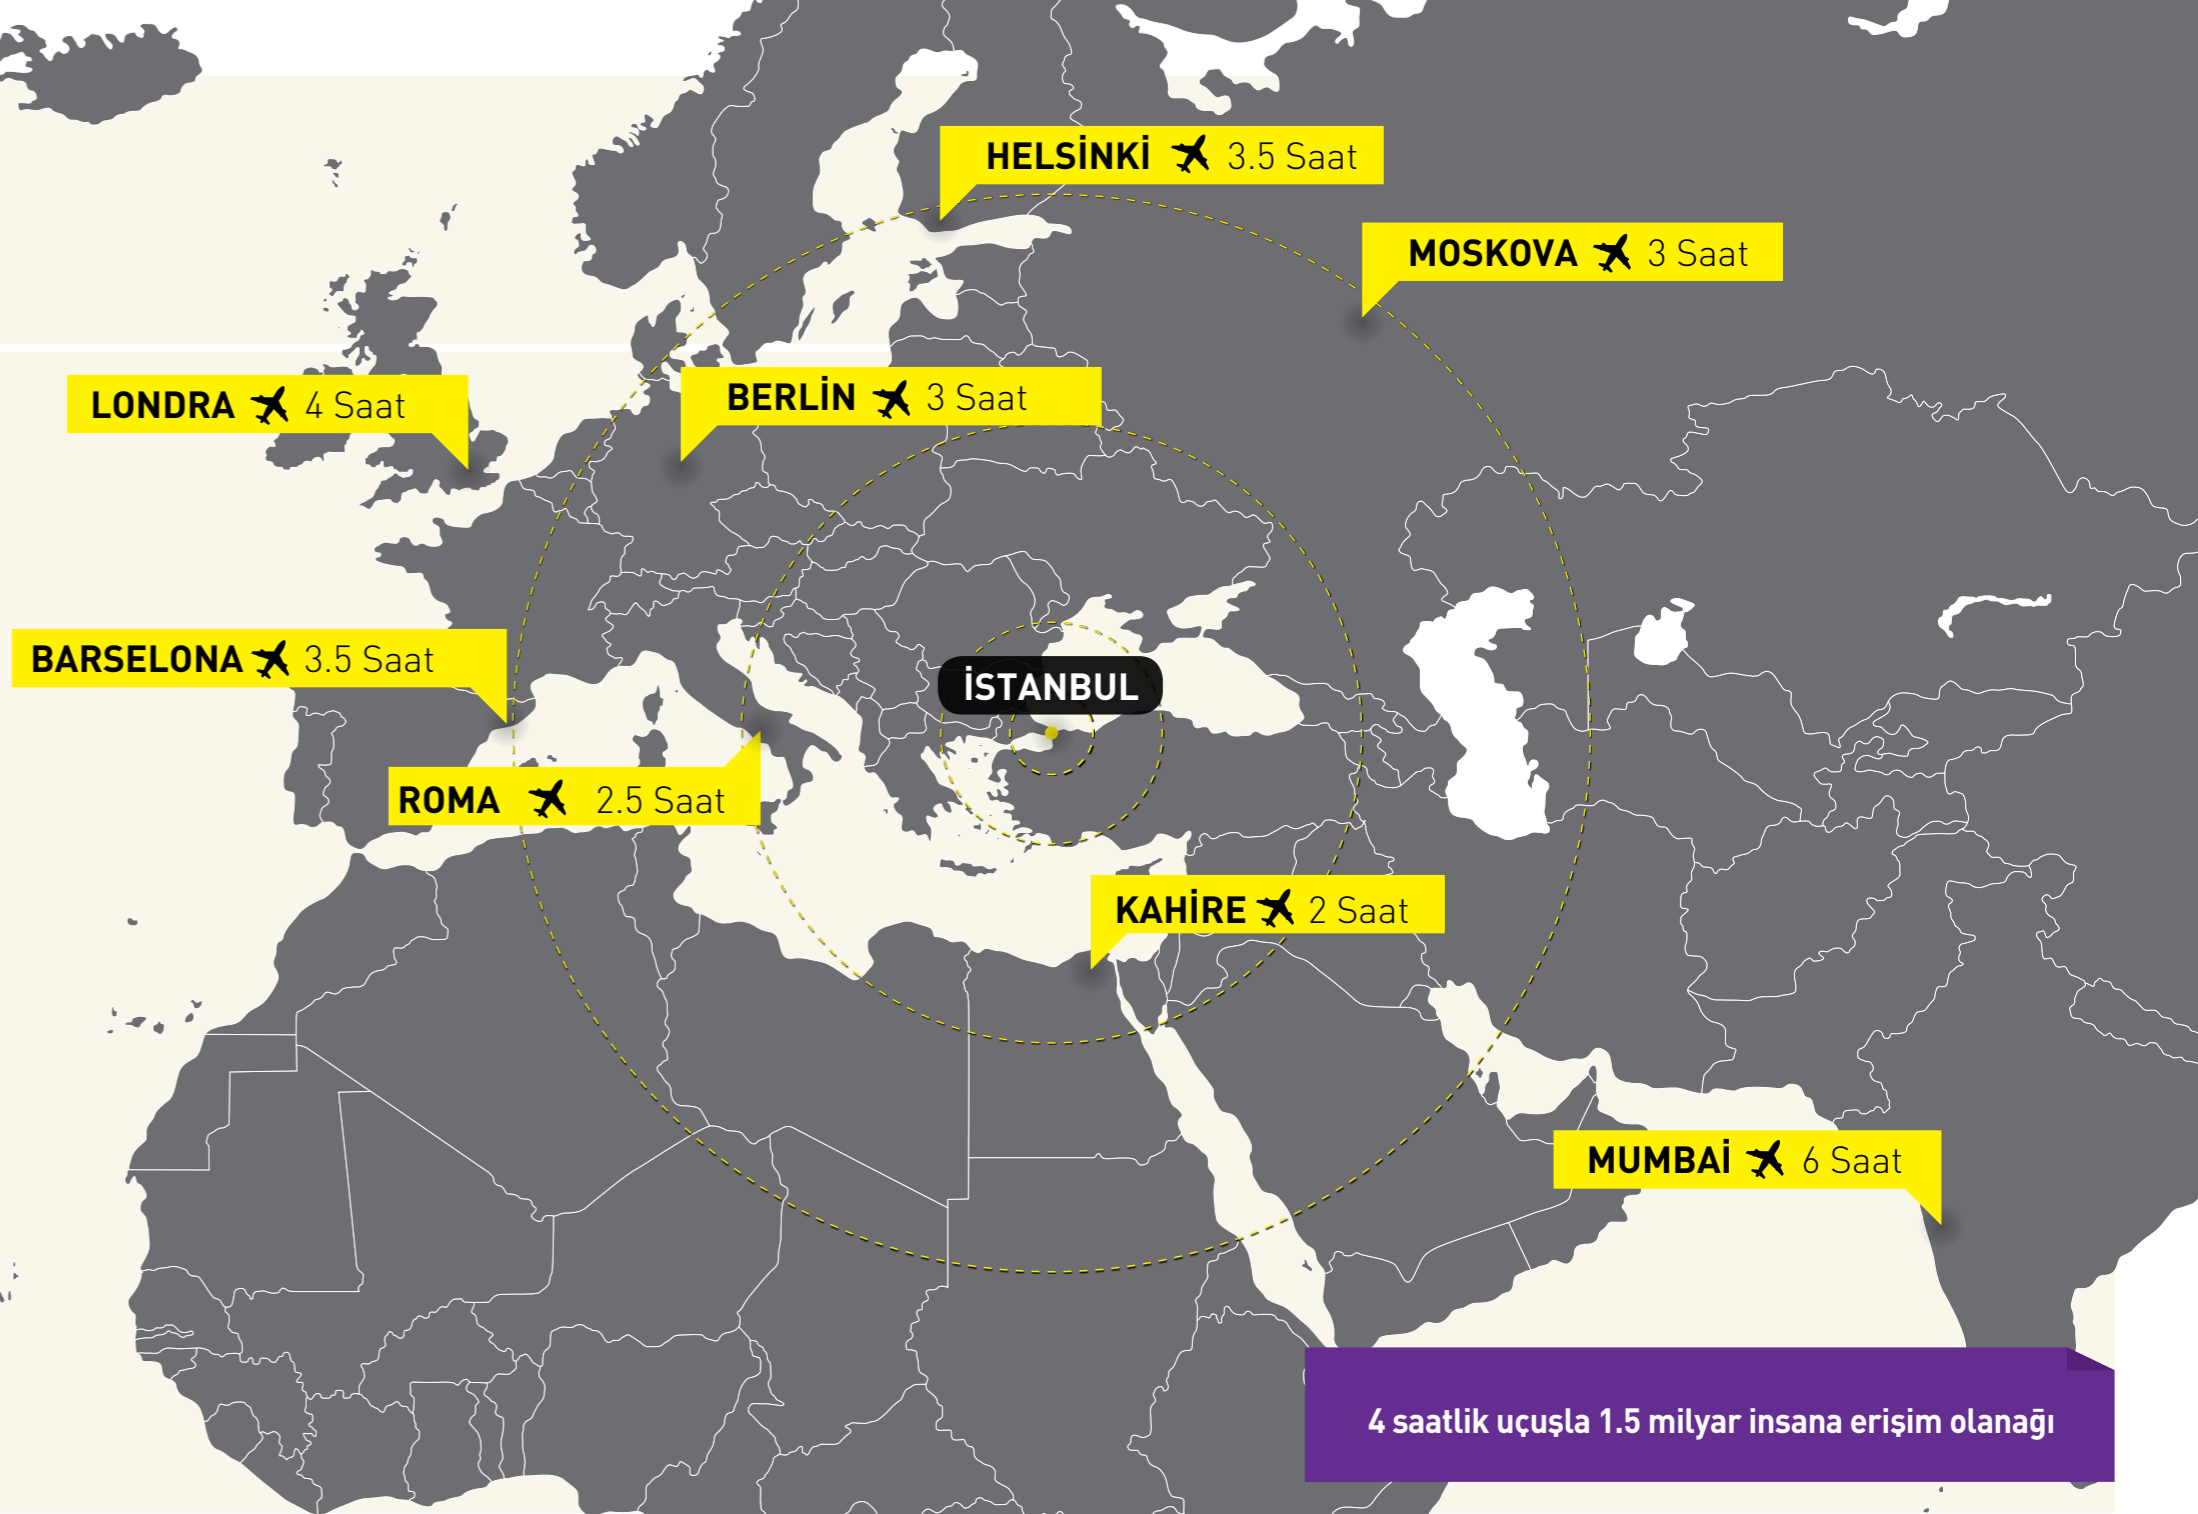 HELSİNKİ 3.5 Saat
MOSKOVA 3 Saat
LONDRA 4 Saat
BERLİN 3 Saat
BARSELONA 3.5 Saat
İSTANBUL
ROMA 2.5 Saat
KAHİRE 2 Saat
MUMBAİ 6 Saat
4 saatlik uçuşla 1.5 milyar insana erişim olanağı